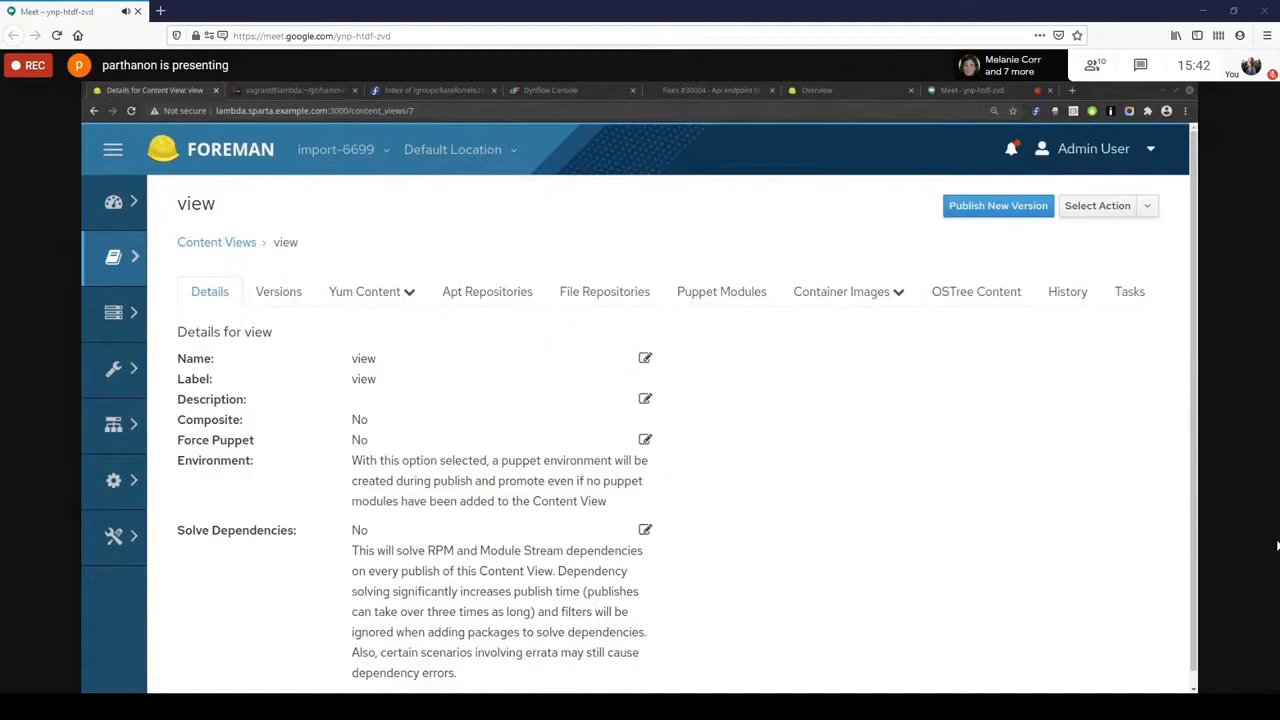 Meet – ynp-htdf-zvd
https://meet.google.com/ynp-htdf-zvd
REC
p
parthanon is presenting
Melanie Corr
and 7 more
10
15:42
You
Details for Content View: view
vagrant@lambda:~/git/hamm
Index of /groups/katello/relea
Dynflow Console
Fixes #30004 - Api endpoint t
Overview
Meet - ynp-htdf-zvd
Not secure
lambda.sparta.example.com:3000/content_views/7
FOREMAN
import-6699
Default Location
Admin User
view
Publish New Version
Select Action
Content Views
view
Details
Versions
Yum Content
Apt Repositories
File Repositories
Puppet Modules
Container Images
OSTree Content
History
Tasks
Details for view
Name: view
Label: view
Description:
Composite: No
Force Puppet No
Environment: With this option selected, a puppet environment will be
created during publish and promote even if no puppet
modules have been added to the Content View
Solve Dependencies: No
This will solve RPM and Module Stream dependencies
on every publish of this Content View. Dependency
solving significantly increases publish time (publishes
can take over three times as long) and filters will be
ignored when adding packages to solve dependencies.
Also, certain scenarios involving errata may still cause
dependency errors.